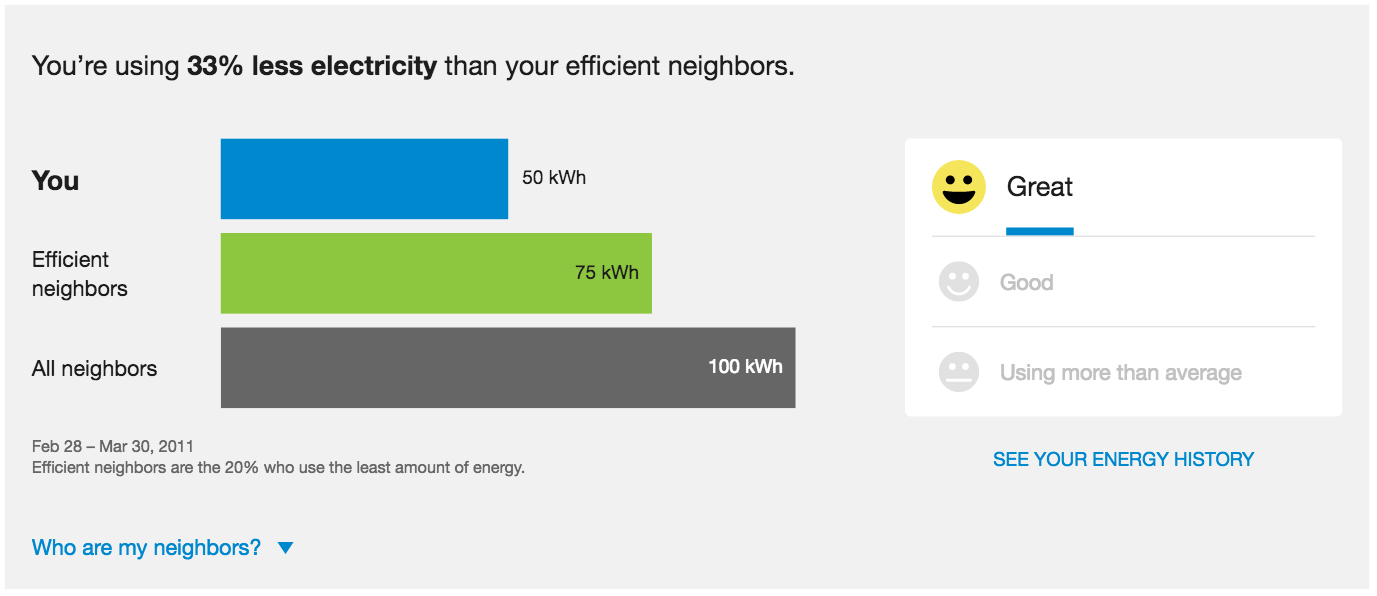 You’re using 33% less electricity than your efficient neighbors.
You
50 kWh
Efficient
neighbors
75 kWh
All neighbors
100 kWh
Feb 28 – Mar 30, 2011
Efficient neighbors are the 20% who use the least amount of energy.
Who are my neighbors?
Great
Good
Using more than average
SEE YOUR ENERGY HISTORY